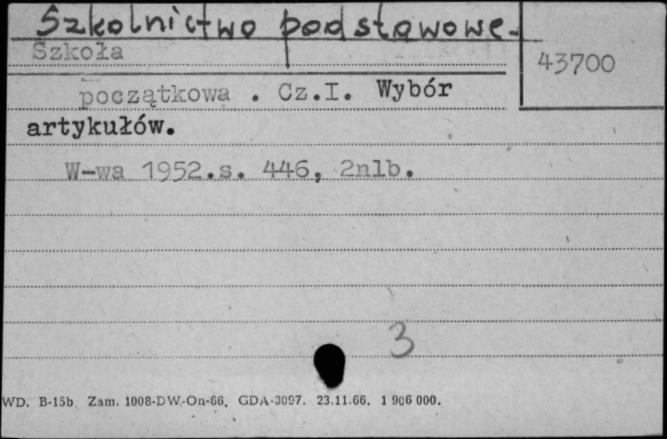 Szkolnictwo podstawowe.
Szkoła
43700
początkowa . Cz.I. Wybór
artykułów.
W-wa 1952.s. 446, 2nlb.
3
WD. B-15b Zam. 1008-DW.-On-66, GDA-3097. 23.11.66. 1 906 000.